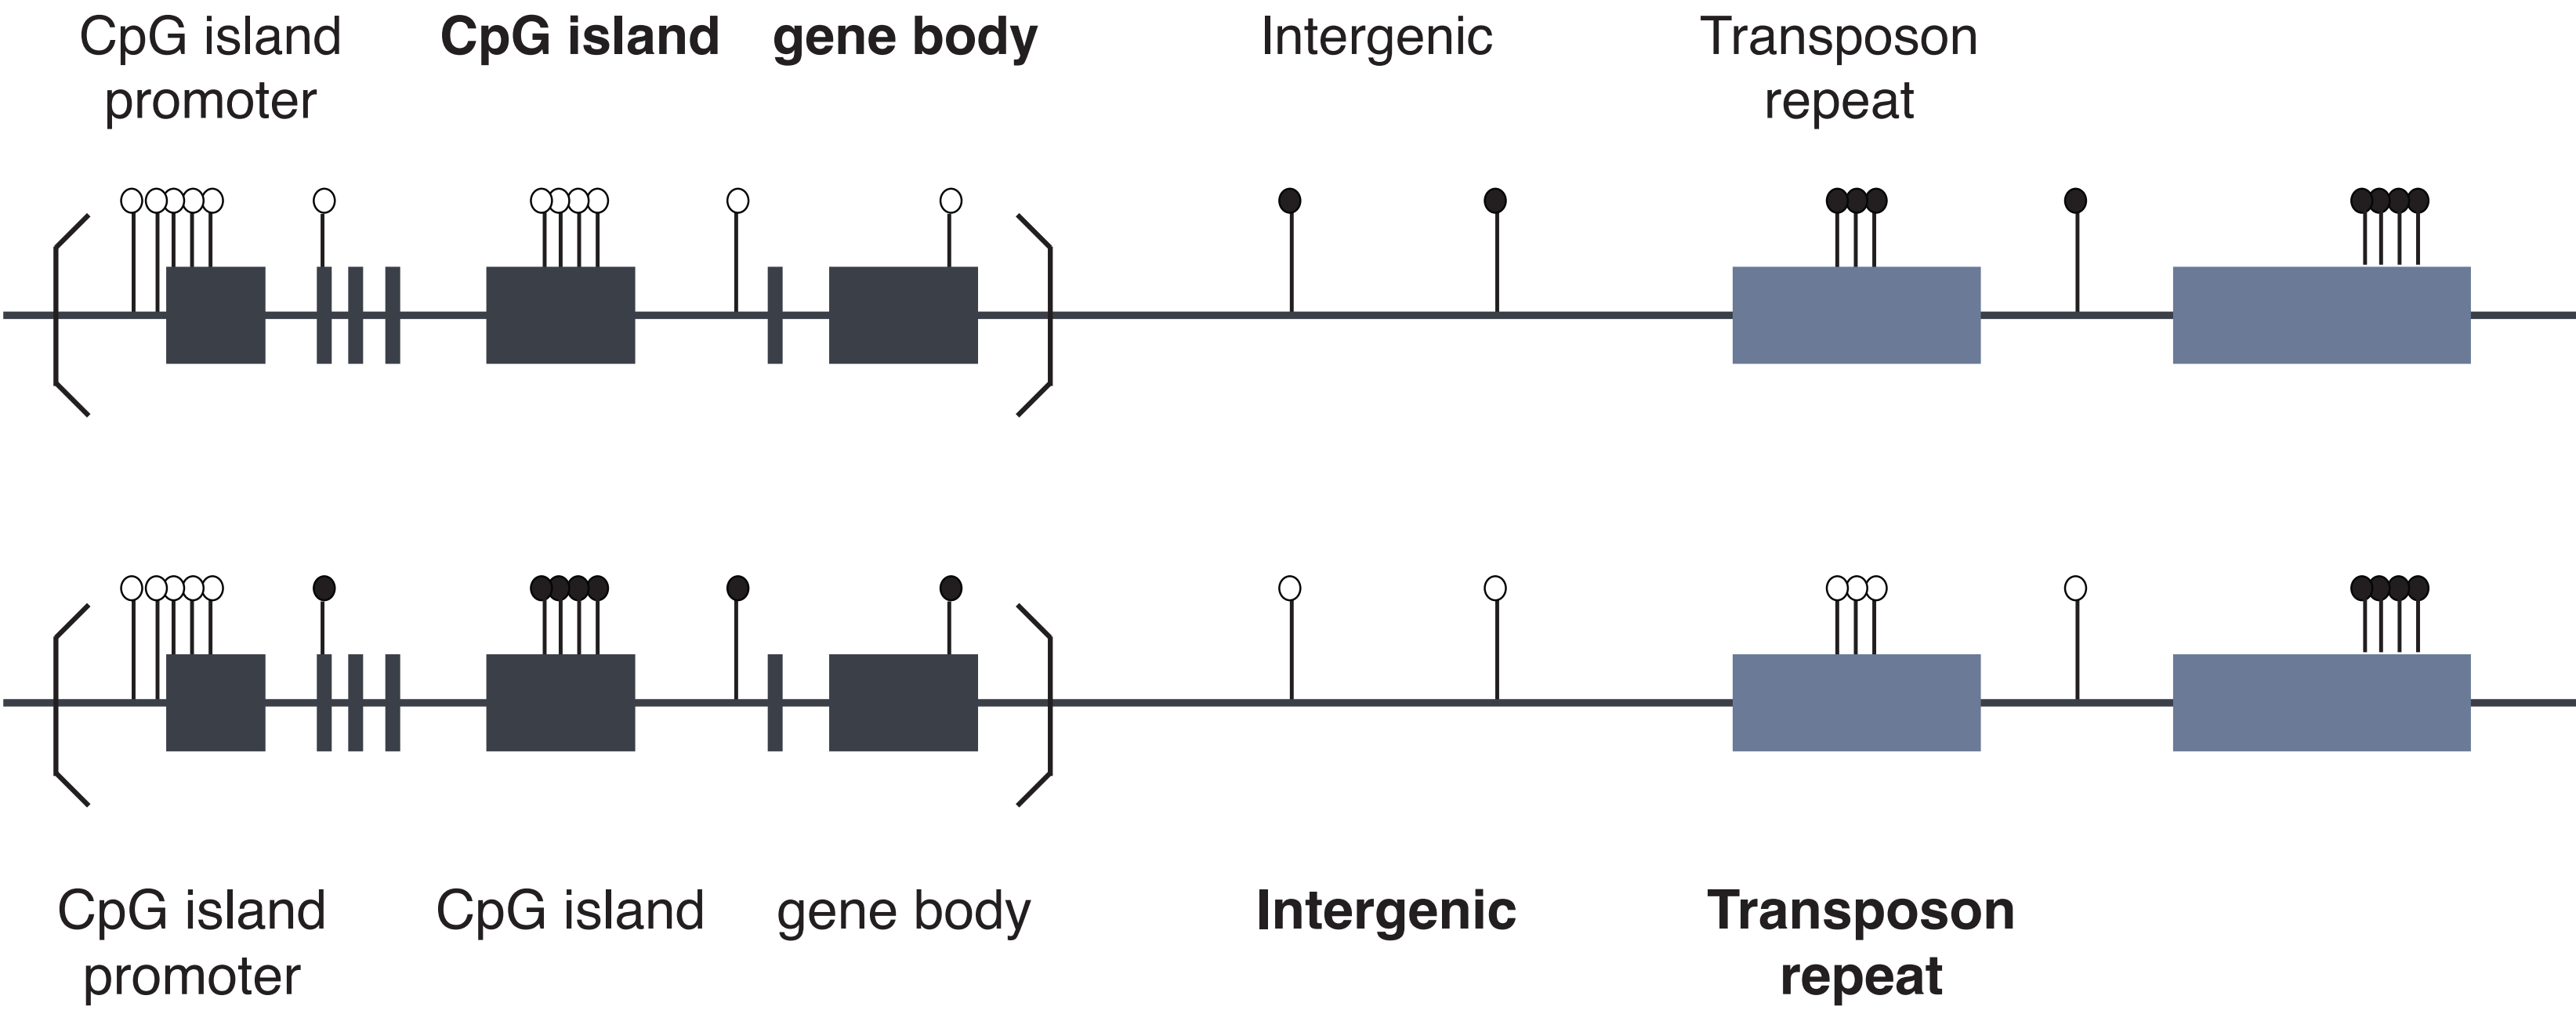 CpG island CpG island gene body Intergenic Transposon
promoter repeat
CpG island CpG island gene body Intergenic Transposon
promoter repeat